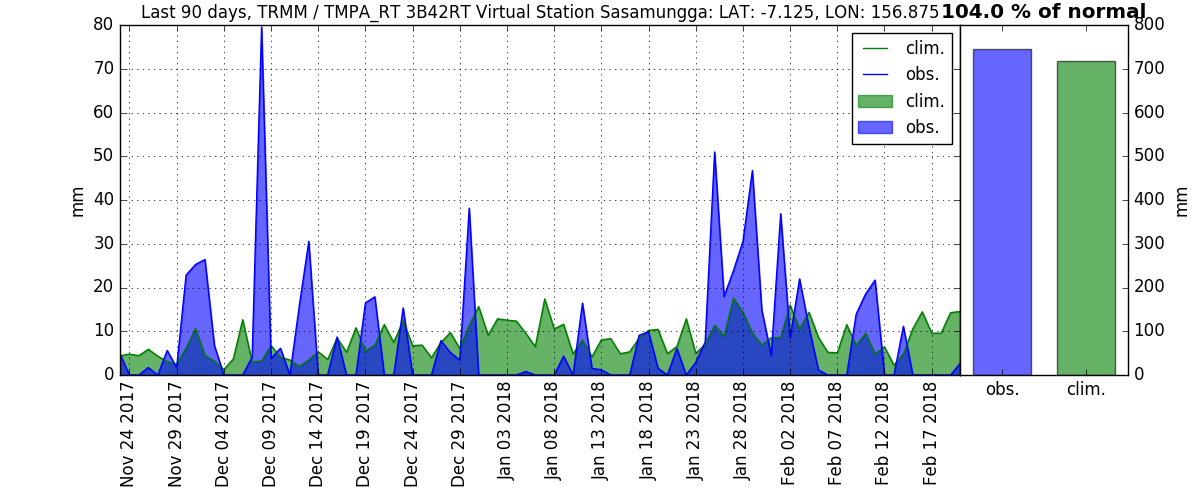 Last 90 days, TRMM / TMPA_RT 3B42RT Virtual Station Sasamungga: LAT: -7.125, LON: 156.875
104.0 % of normal
80
70
60
50
40
30
20
10
0
mm
clim.
obs.
clim.
obs.
800
700
600
500
400
300
200
100
0
mm
Nov 24 2017
Nov 29 2017
Dec 04 2017
Dec 09 2017
Dec 14 2017
Dec 19 2017
Dec 24 2017
Dec 29 2017
Jan 03 2018
Jan 08 2018
Jan 13 2018
Jan 18 2018
Jan 23 2018
Jan 28 2018
Feb 02 2018
Feb 07 2018
Feb 12 2018
Feb 17 2018
obs.
clim.